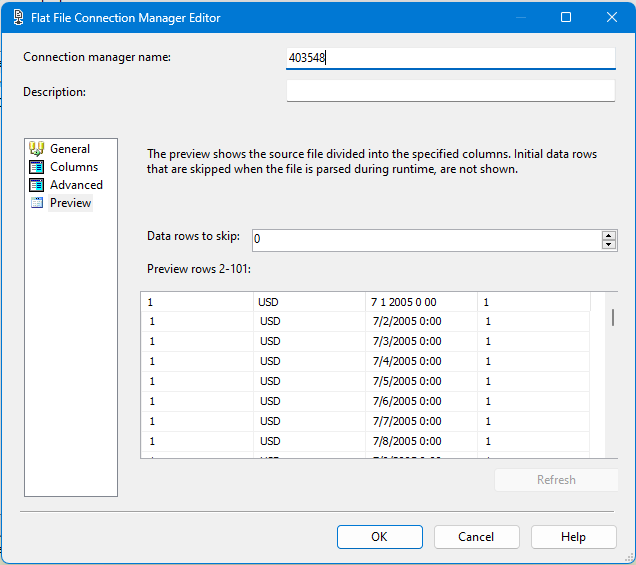 Flat File Connection Manager Editor
Connection manager name: 403548
Description:
General
Columns
Advanced
Preview
The preview shows the source file divided into the specified columns. Initial data rows
that are skipped when the file is parsed during runtime, are not shown.
Data rows to skip: 0
Preview rows 2-101:
1 USD 7 1 2005 0 00 1
1 USD 7/2/2005 0:00 1
1 USD 7/3/2005 0:00 1
1 USD 7/4/2005 0:00 1
1 USD 7/5/2005 0:00 1
1 USD 7/6/2005 0:00 1
1 USD 7/7/2005 0:00 1
1 USD 7/8/2005 0:00 1
Refresh
OK Cancel Help